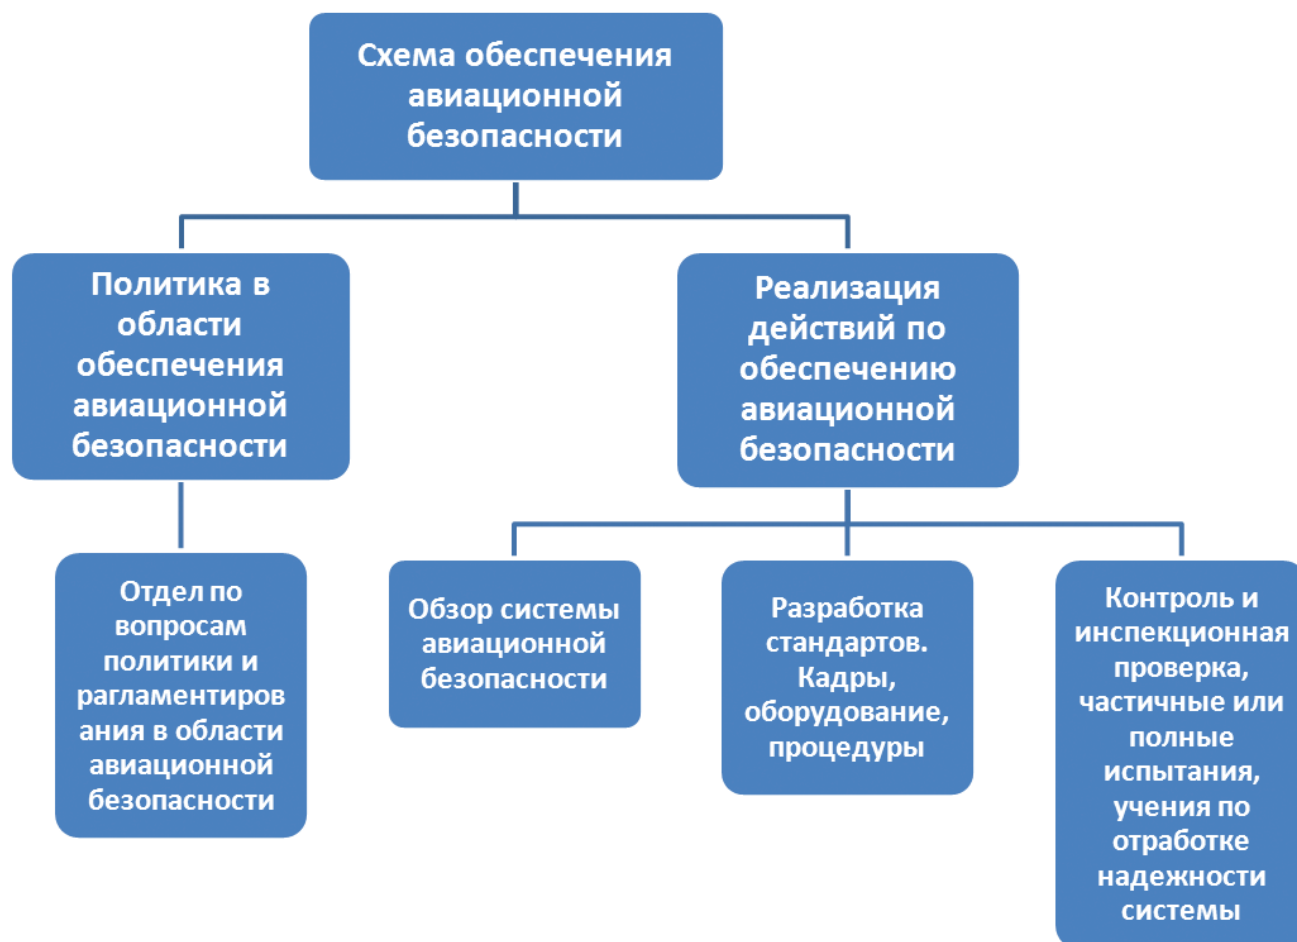 Схема обеспечения
авиационной
безопасности
Политика в
области
обеспечения
авиационной
безопасности
Реализация
действий по
обеспечению
авиационной
безопасности
Отдел по
вопросам
политики и
рагламентиров
ания в области
авиационной
безопасности
Обзор системы
авиационной
безопасности
Разработка
стандартов.
Кадры,
оборудование,
процедуры
Контроль и
инспекционная
проверка,
частичные или
полные
испытания,
учения по
отработке
надежности
системы